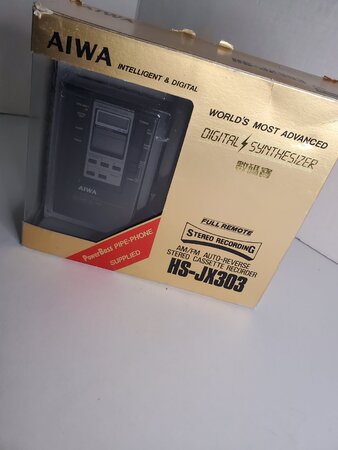 AIWA
INTELLIGENT & DIGITAL
WORLD'S MOST ADVANCED
DIGITAL SYNTHESIZER
AIWA
PowerBass PIPE-PHONE
SUPPLIED
FULL REMOTE
STEREO RECORDING
AM/FM AUTO-REVERSE
STEREO CASSETTE RECORDER
HS-JX303